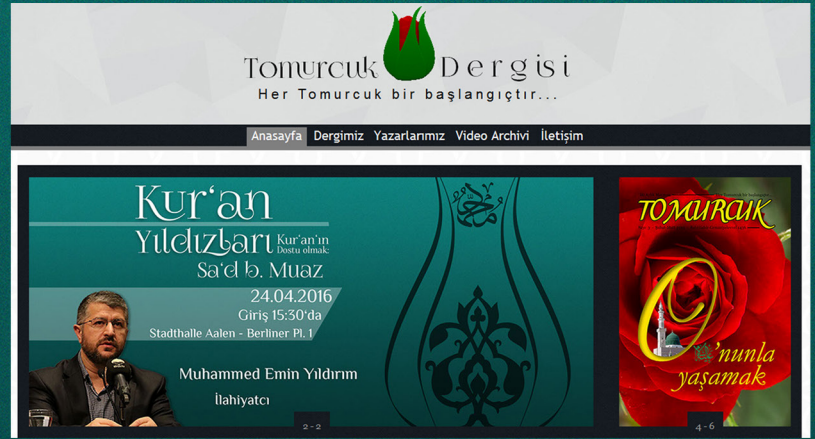 Tomurcuk Dergisi
Her Tomurcuk bir başlangıçtır...
Anasayfa Dergimiz Yazarlarımız Video Archivi İletişim
Kur'an
Yıldızları Kur'an'ın
Dostu olmak:
Sa'd b. Muaz
24.04.2016
Giriş 15:30'da
Stadthalle Aalen - Berliner Pl. 1
Muhammed Emin Yıldırım
İlahiyatcı
2 - 2
TOMURCUK
O'nunla
yaşamak
4 - 6